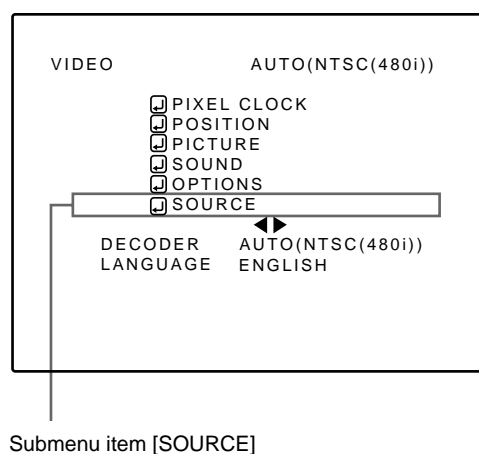 VIDEO AUTO(NTSC(480i))
PIXEL CLOCK
POSITION
PICTURE
SOUND
OPTIONS
SOURCE
DECODER AUTO(NTSC(480i))
LANGUAGE ENGLISH
Submenu item [SOURCE]